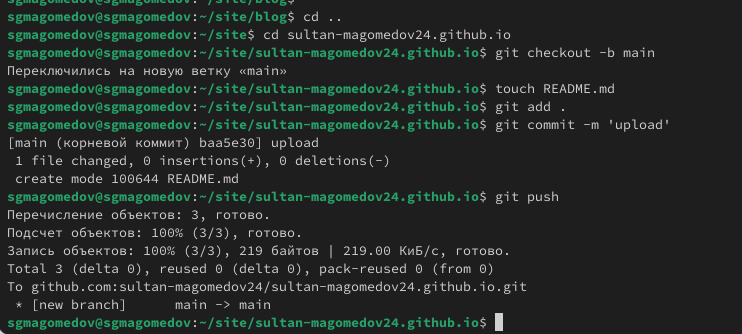 sgmagomedov@sgmagomedov:~/site/blog$
sgmagomedov@sgmagomedov:~/site/blog$ cd ..
sgmagomedov@sgmagomedov:~/site$ cd sultan-magomedov24.github.io
sgmagomedov@sgmagomedov:~/site/sultan-magomedov24.github.io$ git checkout -b main
Переключились на новую ветку «main»
sgmagomedov@sgmagomedov:~/site/sultan-magomedov24.github.io$ touch README.md
sgmagomedov@sgmagomedov:~/site/sultan-magomedov24.github.io$ git add .
sgmagomedov@sgmagomedov:~/site/sultan-magomedov24.github.io$ git commit -m 'upload'
[main (корневой коммит) baa5e30] upload
 1 file changed, 0 insertions(+), 0 deletions(-)
 create mode 100644 README.md
sgmagomedov@sgmagomedov:~/site/sultan-magomedov24.github.io$ git push
Перечисление объектов: 3, готово.
Подсчет объектов: 100% (3/3), готово.
Запись объектов: 100% (3/3), 219 байтов | 219.00 КиБ/с, готово.
Total 3 (delta 0), reused 0 (delta 0), pack-reused 0 (from 0)
To github.com:sultan-magomedov24/sultan-magomedov24.github.io.git
 * [new branch]      main -> main
sgmagomedov@sgmagomedov:~/site/sultan-magomedov24.github.io$